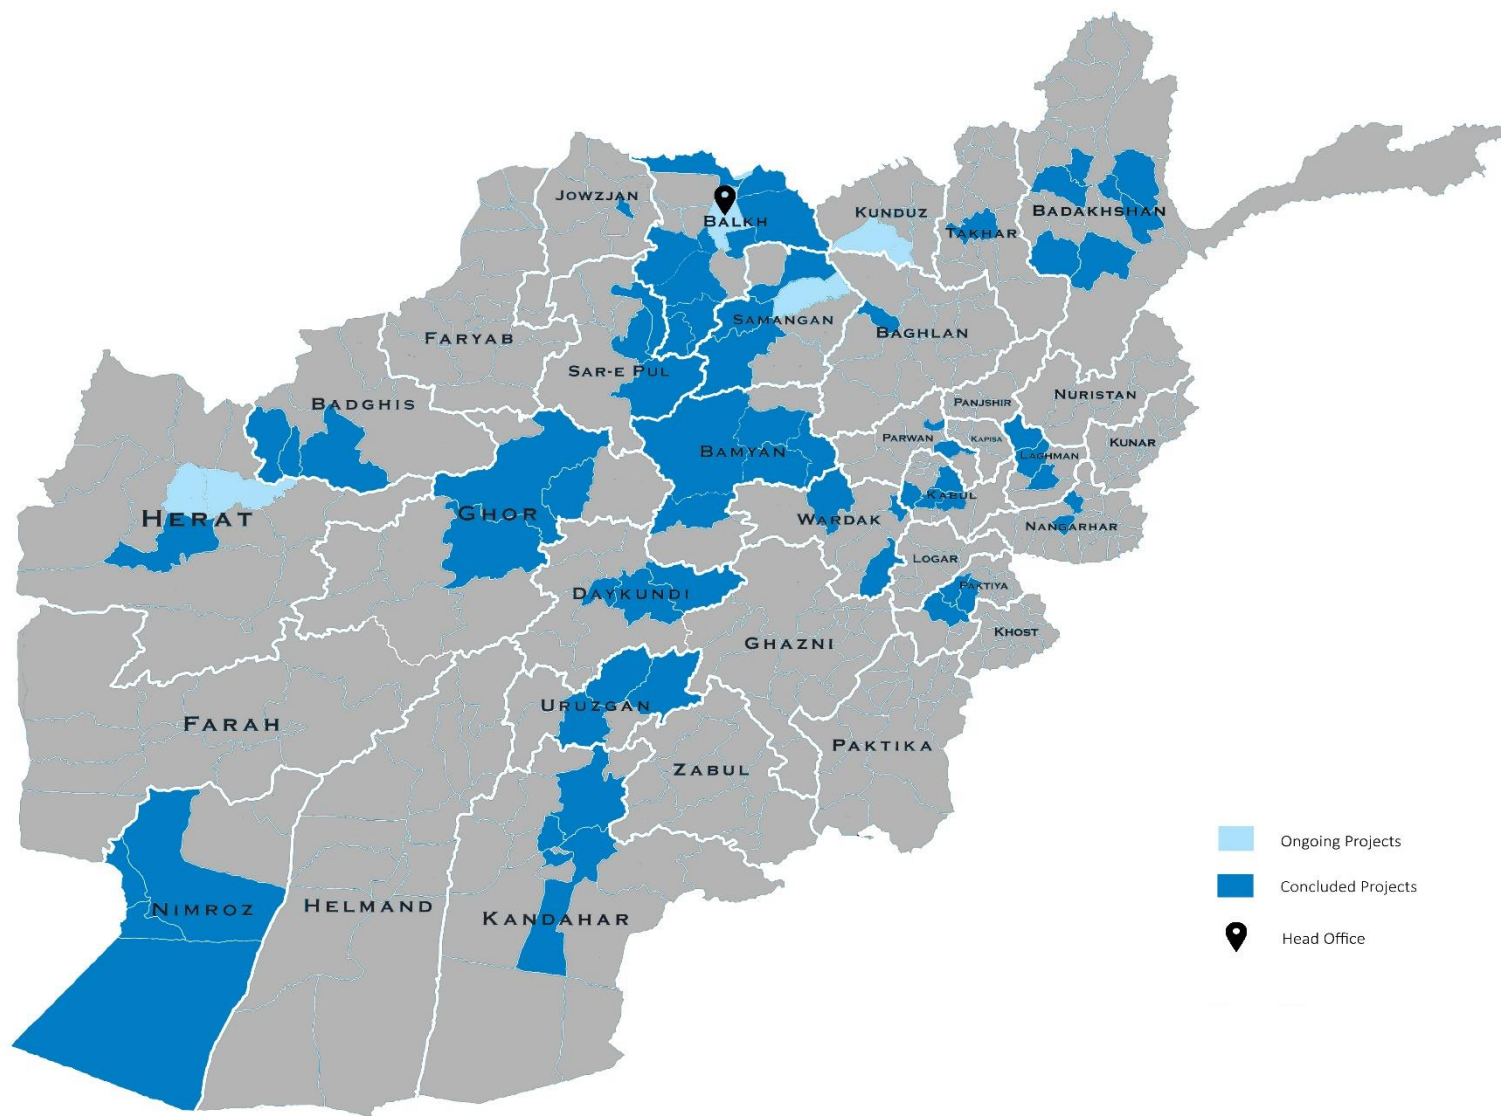 JOWZJAN
BALKH
KUNDUZ
TAKHAR
BADAKHSHAN
FARYAB
SAMANGAN
BAGHLAN
SAR-E PUL
BADGHIS
PANJSHIR
NURISTAN
PARWAN
KAPISA
KUNAR
BAMYAN
LAGHMAN
HERAT
GHOR
WARDAK
KABUL
NANGARHAR
LOGAR
DAYKUNDI
PAKTIYA
GHAZNI
KHOST
URUZGAN
FARAH
PAKTIKA
ZABUL
NIMROZ
HELMAND
KANDAHAR
Ongoing Projects
Concluded Projects
Head Office